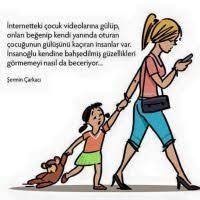 İnternetteki çocuk videolarına gülüp,
onları beğenip kendi yanında oturan
çocuğunun gülüşünü kaçıran insanlar var.
İnsanoğlu kendine bahşedilmiş güzellikleri
görmemeyi nasıl da beceriyor...
Şermin Çarkacı